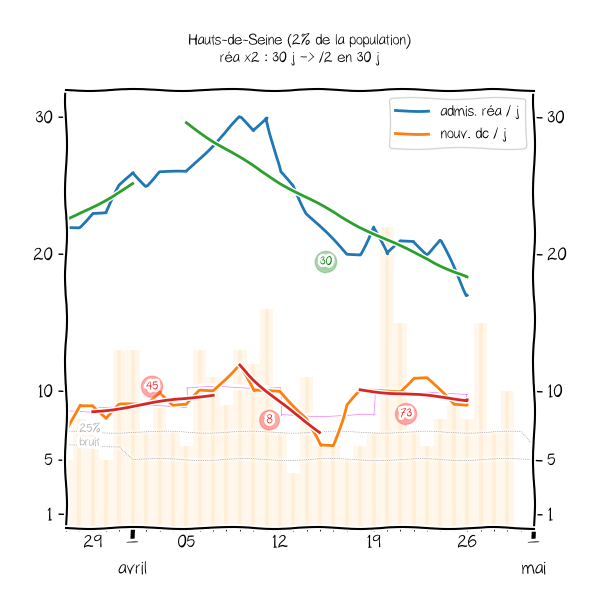 Hauts-de-Seine (2% de la population)
réa x2 : 30 j -> /2 en 30 j
admis. réa / j
nouv. dc / j
30 30
20 20
10 10
5 5
1 1
30
45
8
73
25%
bruit
29 05 12 19 26
avril mai